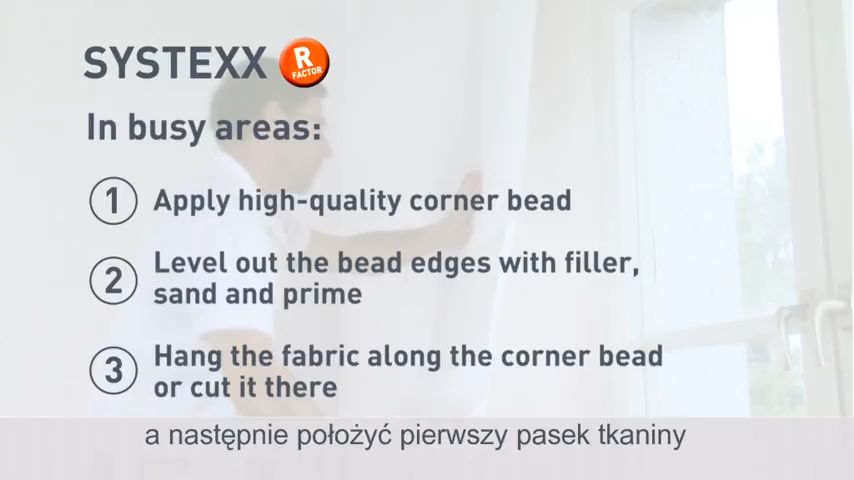 SYSTEXX R FACTOR
In busy areas:
1 Apply high-quality corner bead
2 Level out the bead edges with filler,
sand and prime
3 Hang the fabric along the corner bead
or cut it there
a następnie położyć pierwszy pasek tkaniny